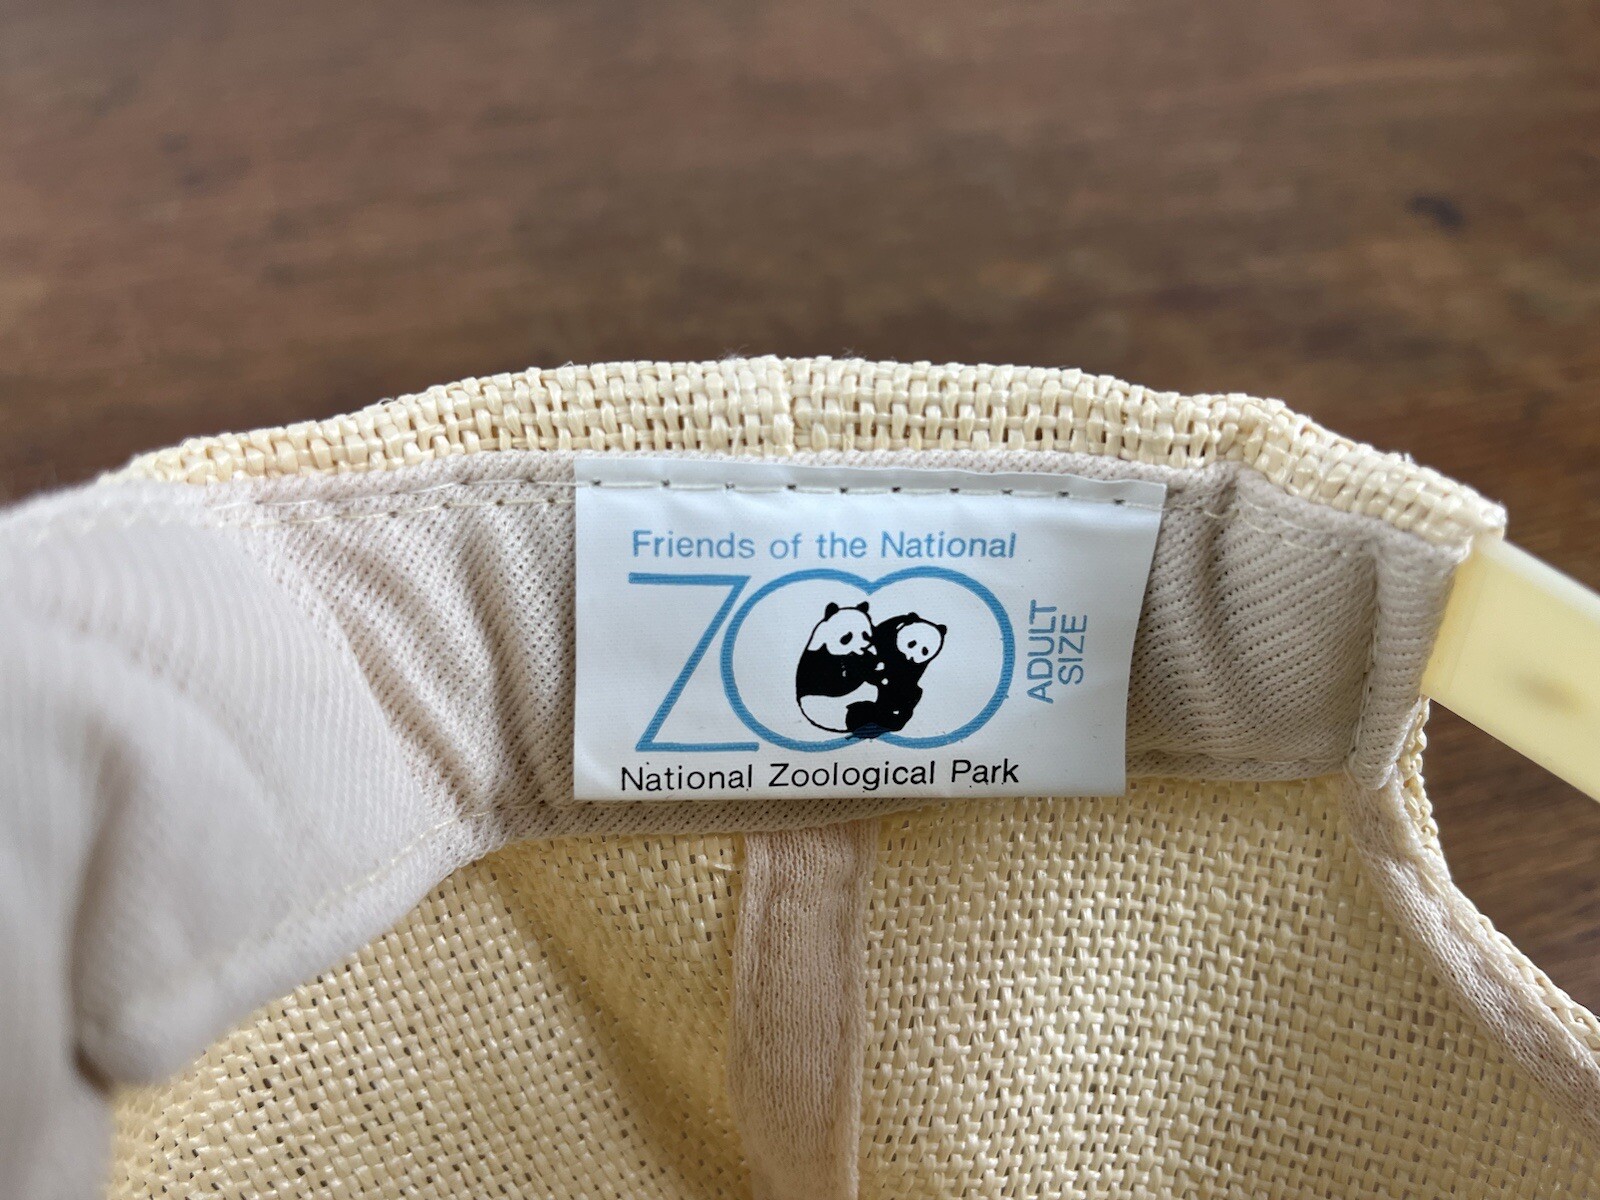 Friends of the National
ZOO
ADULT
SIZE
National Zoological Park